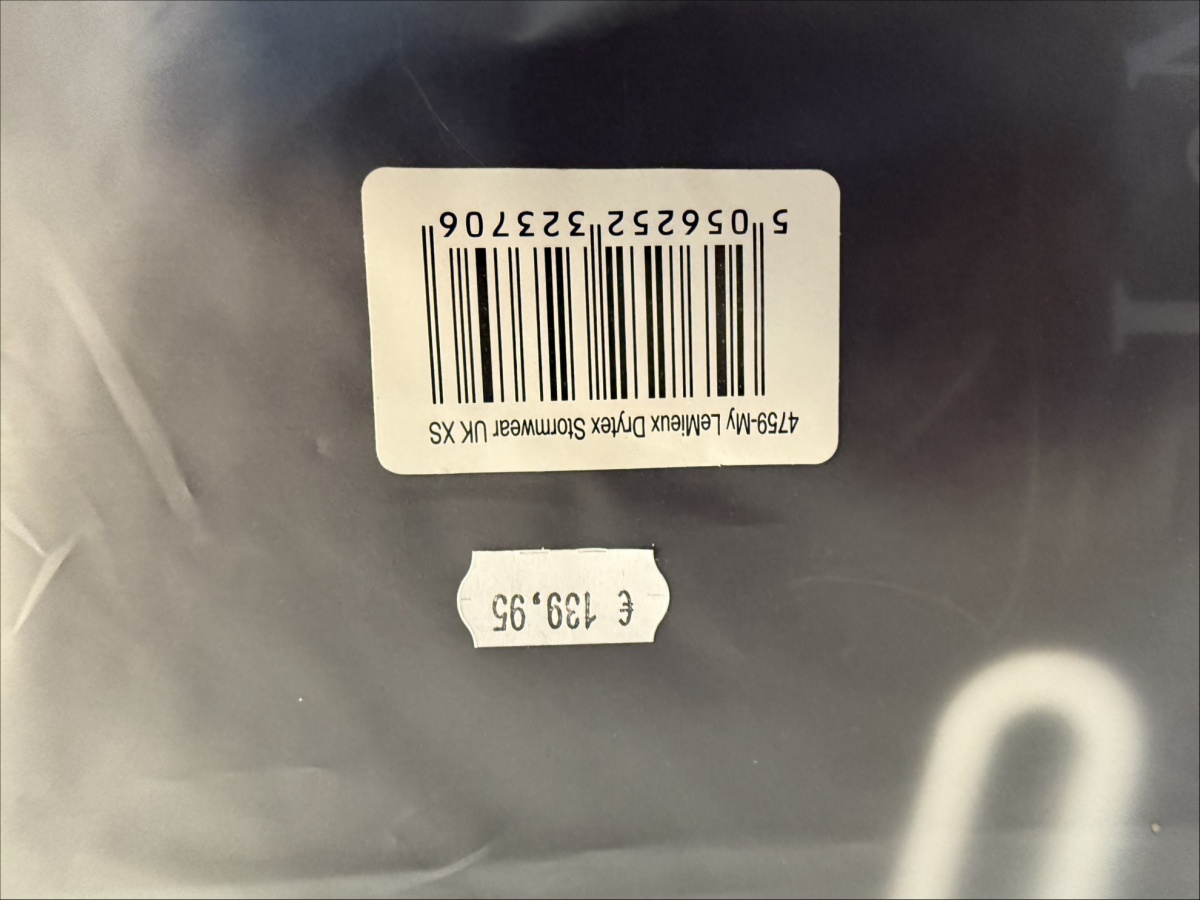 € 139,95
4759-My LeMieux Drytex Stormwear UK XS
5 056252 323706